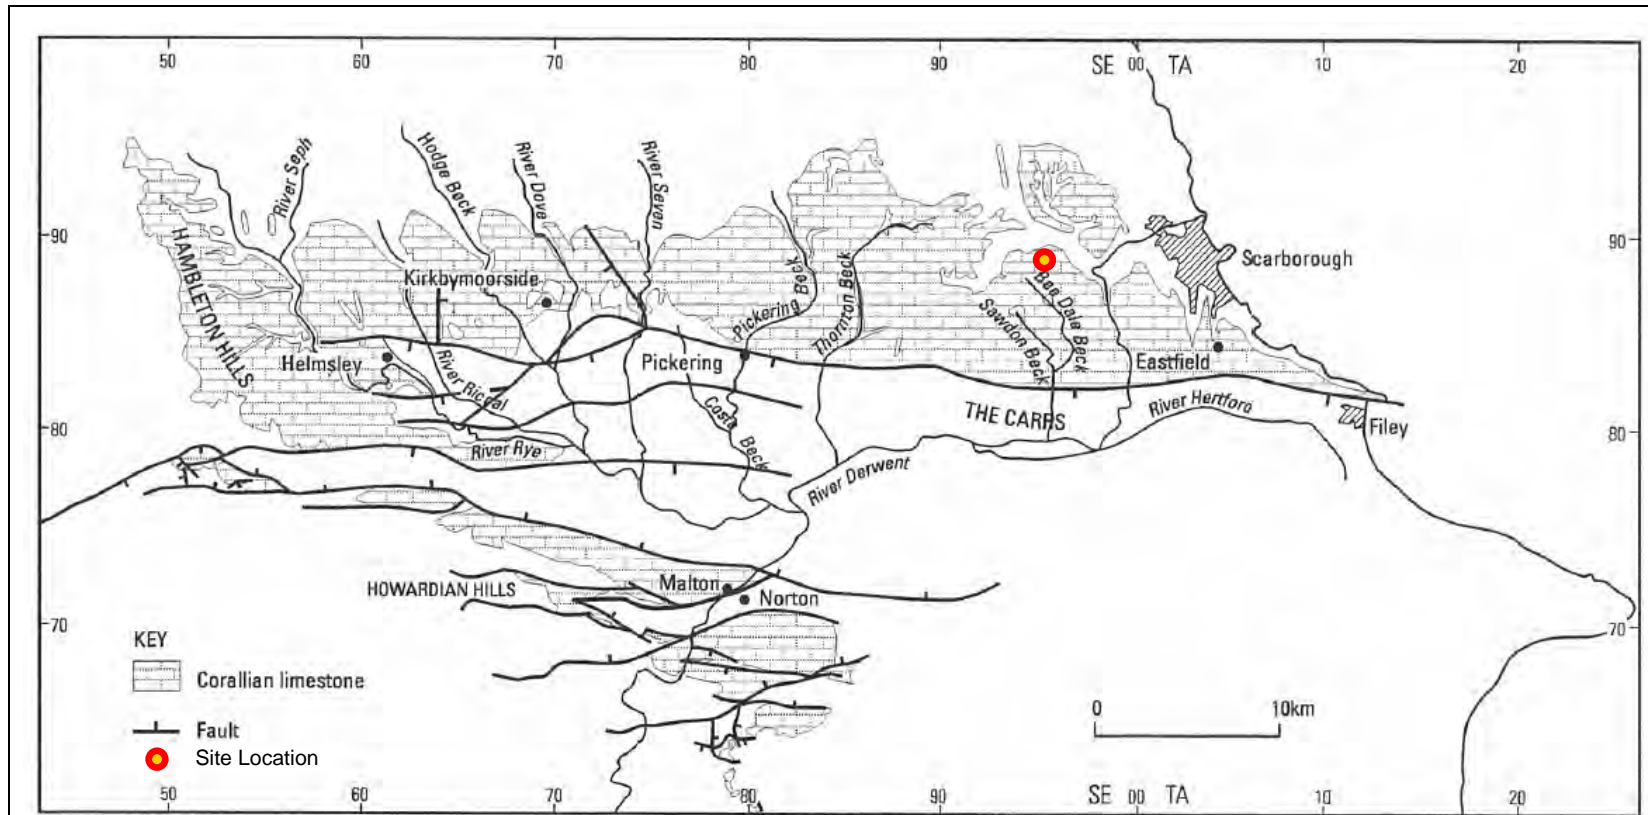 50 60 70 80 90 SE 00 TA 10 20
River Seph
Hodge Beck
River Dove
River Seven
90 90
HAMBLETON HILLS
Scarborough
Kirkbymoorside
Pickering Beck
Thornton Beck
Bee Dale Beck
Sawdon Beck
Helmsley
Pickering
Eastfield
River Riccal
Costa Beck
THE CARRS
River Hertford
80 80
Filey
River Rye
River Derwent
HOWARDIAN HILLS
Malton
Norton
70 70
KEY
Corallian limestone
Fault
Site Location
0 10km
50 60 70 80 90 SE 00 TA 10 20